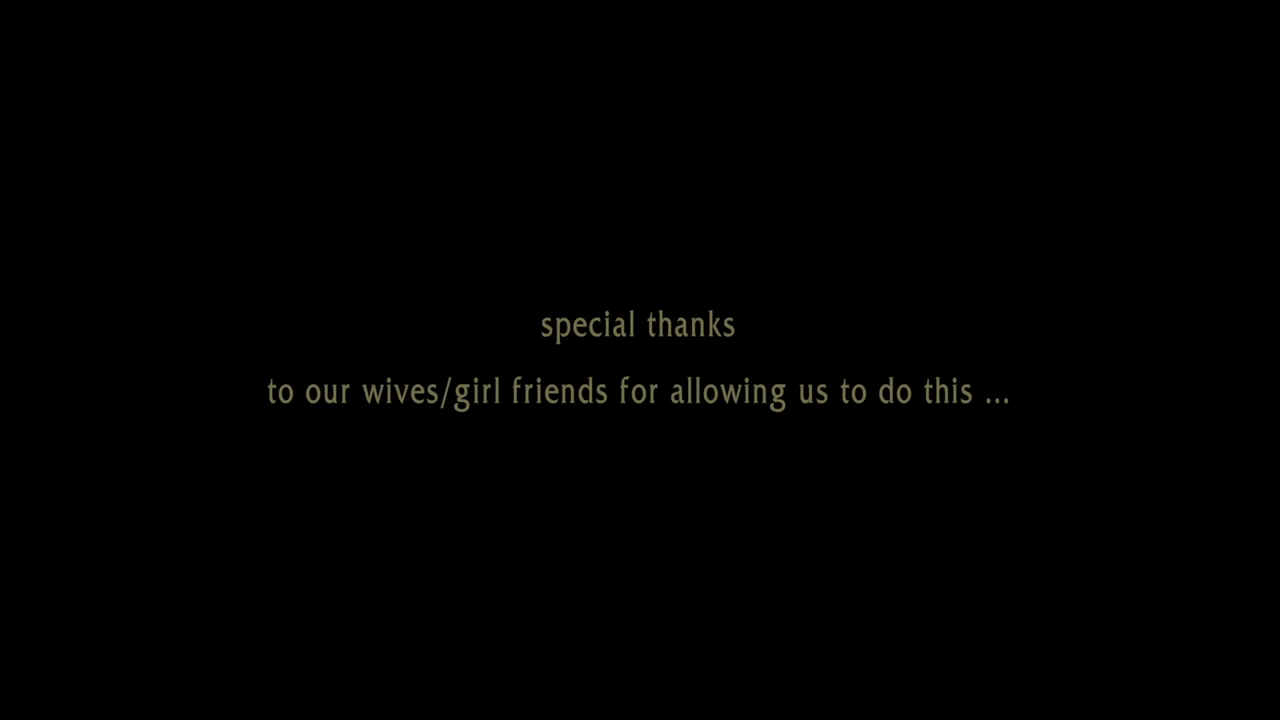 special thanks
to our wives/girl friends for allowing us to do this ...